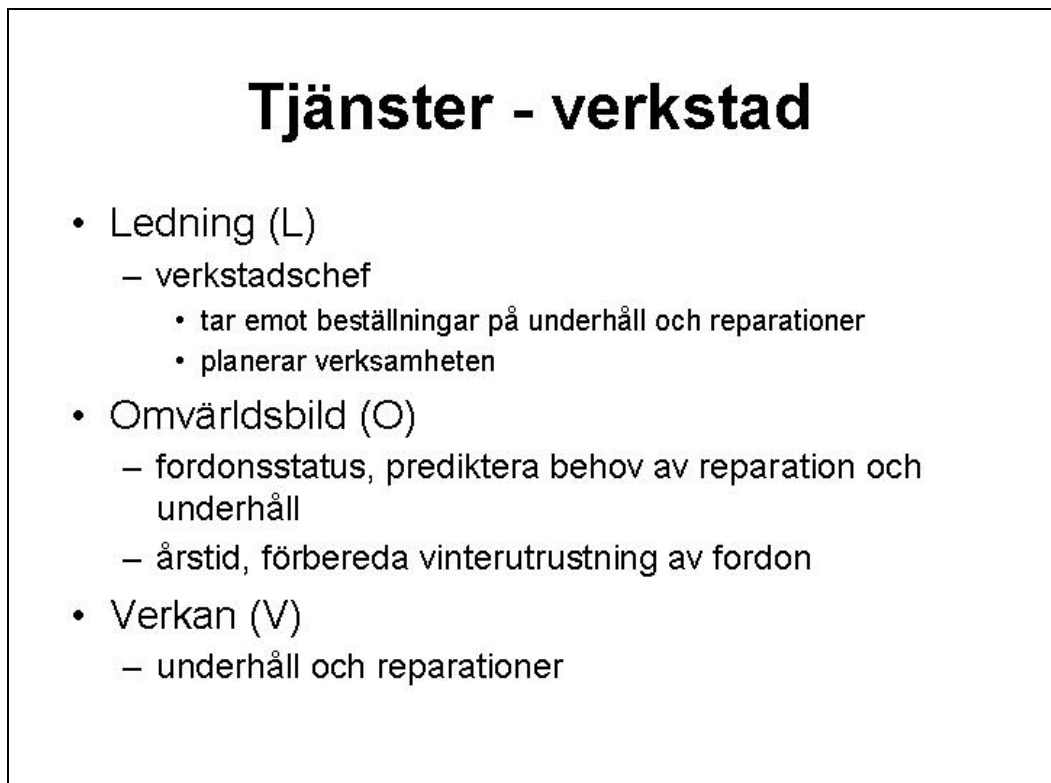 Tjänster - verkstad
• Ledning (L)
– verkstadschef
• tar emot beställningar på underhåll och reparationer
• planerar verksamheten
• Omvärldsbild (O)
– fordonsstatus, prediktera behov av reparation och
underhåll
– årstid, förbereda vinterutrustning av fordon
• Verkan (V)
– underhåll och reparationer